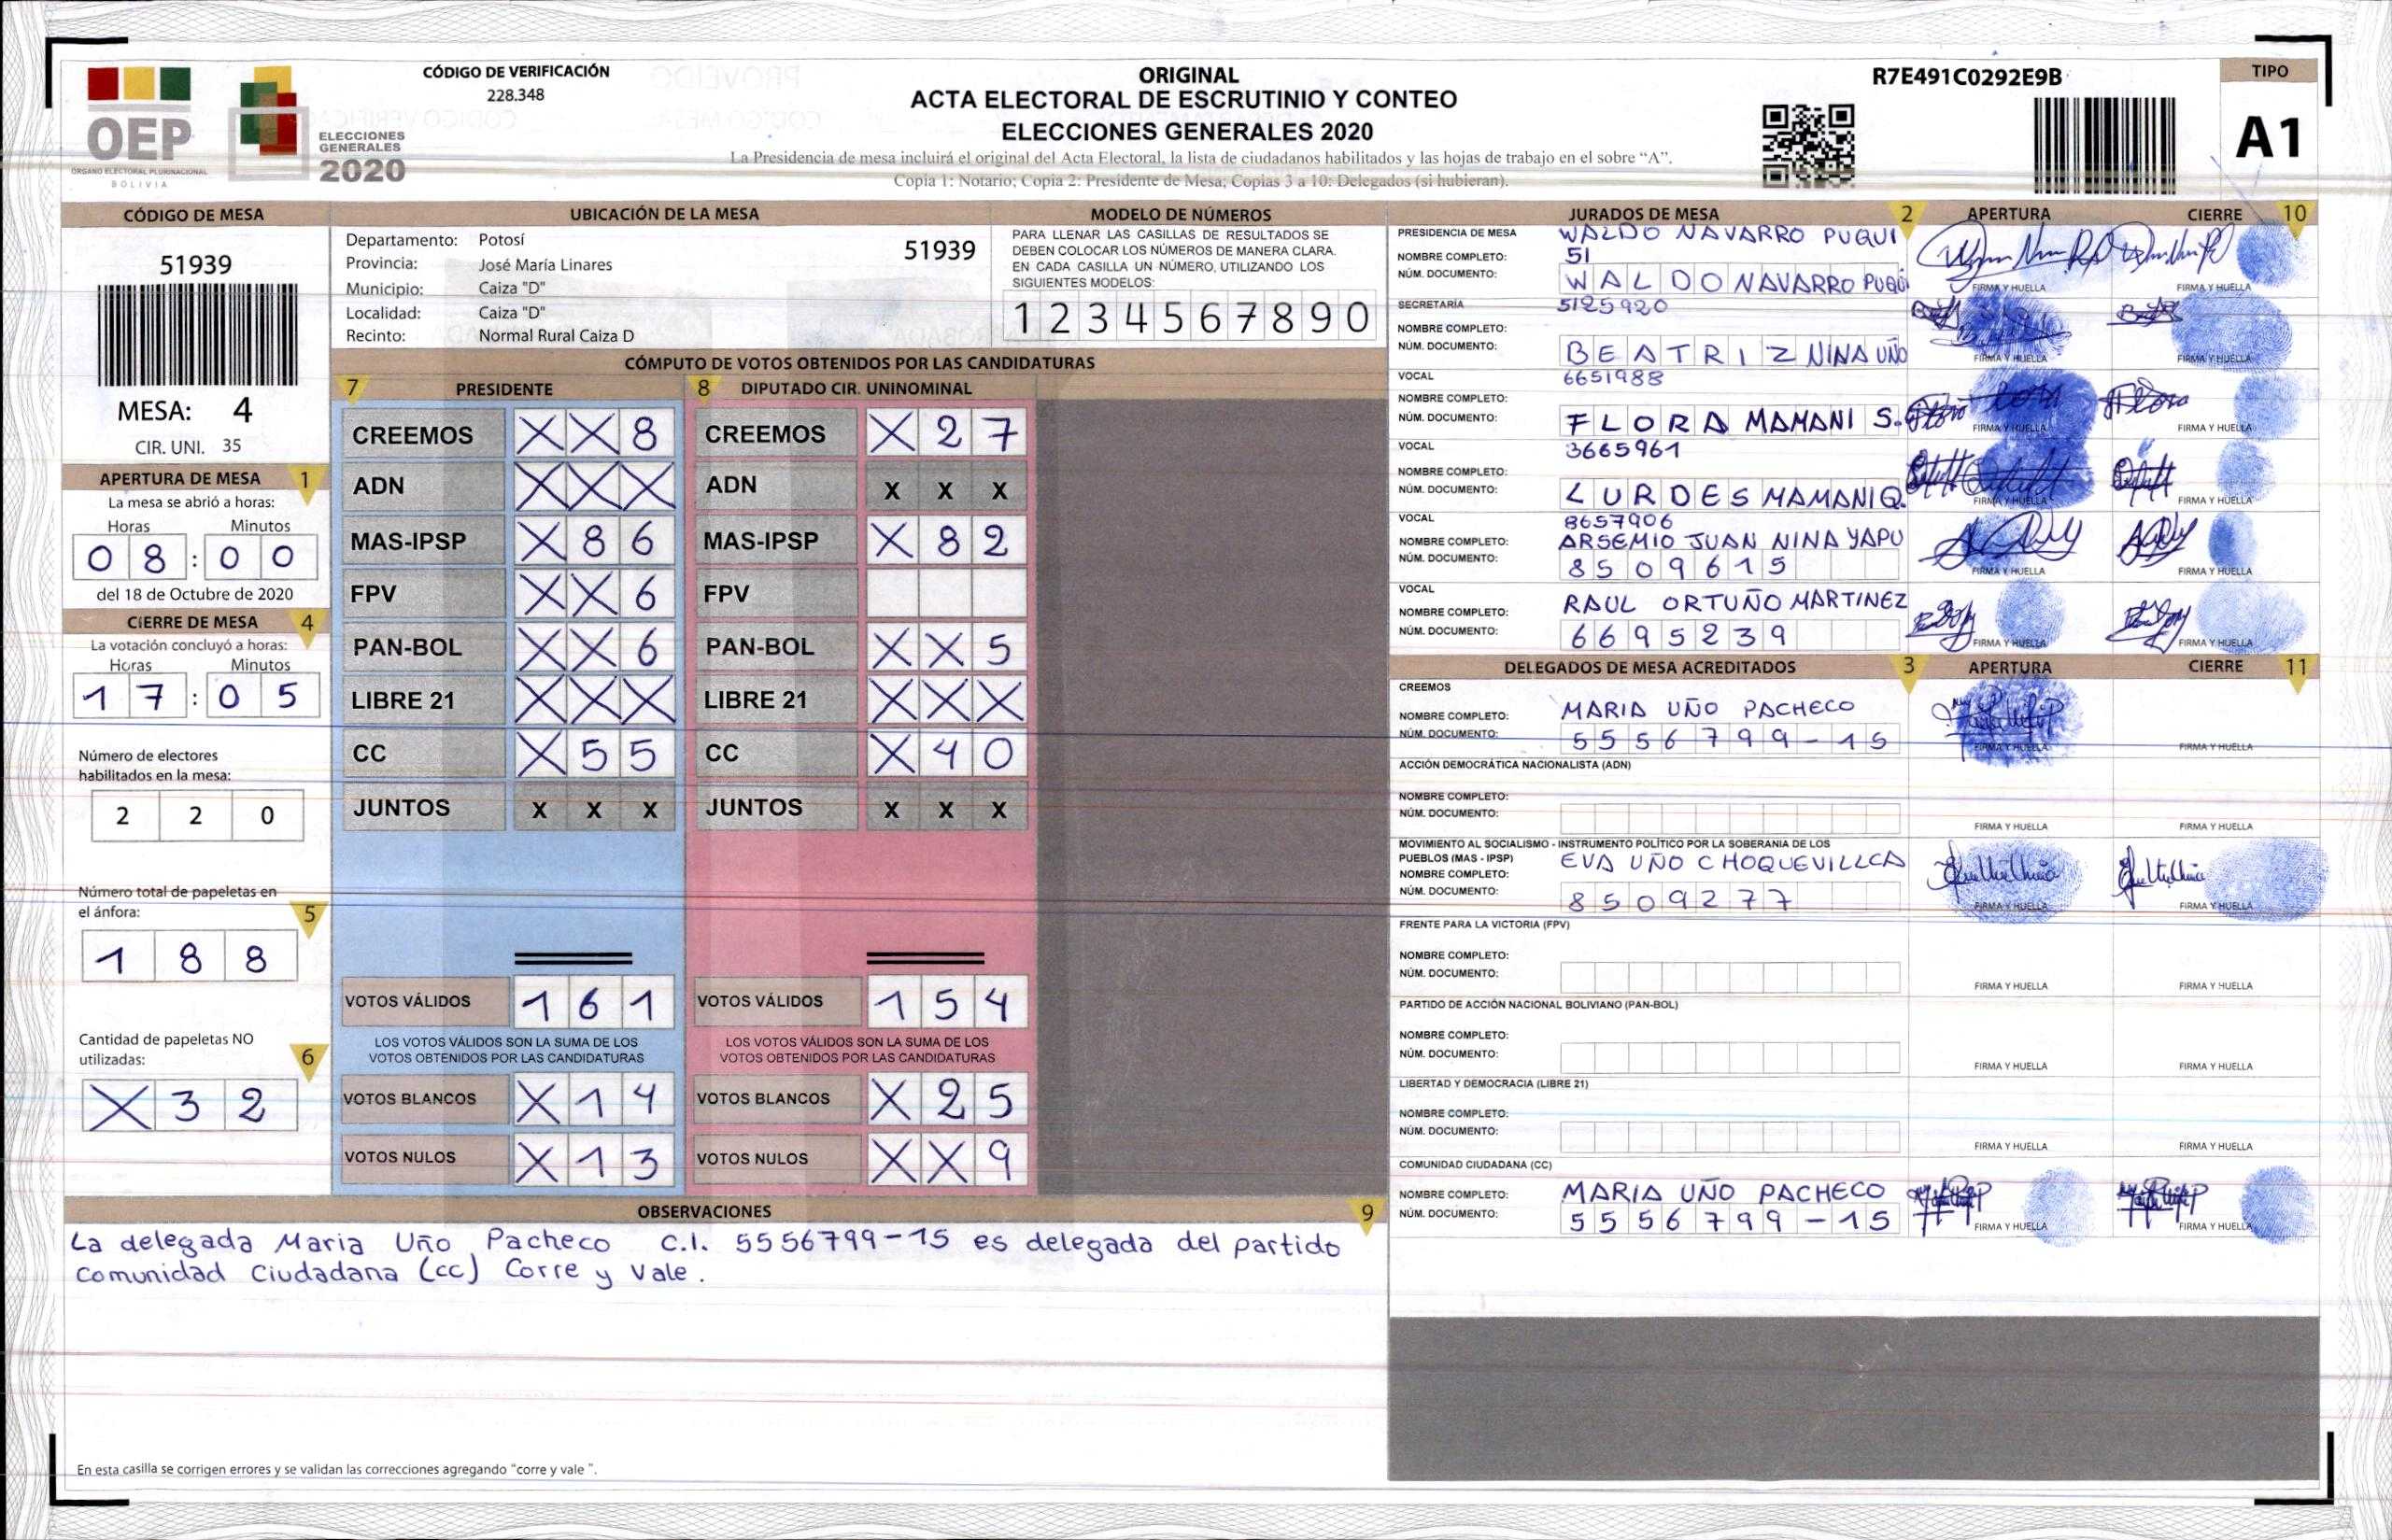 CÓDIGO DE VERIFICACIÓN
228.348
OEP
ÓRGANO ELECTORAL PLURINACIONAL
BOLIVIA
ELECCIONES
GENERALES
2020
ORIGINAL
ACTA ELECTORAL DE ESCRUTINIO Y CONTEO
ELECCIONES GENERALES 2020
La Presidencia de mesa incluirá el original del Acta Electoral, la lista de ciudadanos habilitados y las hojas de trabajo en el sobre “A”.
Copia 1: Notario; Copia 2: Presidente de Mesa; Copias 3 a 10: Delegados (si hubieran).
R7E491C0292E9B
TIPO
A1
CÓDIGO DE MESA
51939
MESA: 4
CIR. UNI. 35
APERTURA DE MESA 1
La mesa se abrió a horas:
Horas Minutos
0 8 : 0 0
del 18 de Octubre de 2020
CIERRE DE MESA 4
La votación concluyó a horas:
Horas Minutos
1 7 : 0 5
Número de electores
habilitados en la mesa:
2 2 0
Número total de papeletas en
el ánfora: 5
1 8 8
Cantidad de papeletas NO
utilizadas: 6
X 3 2
UBICACIÓN DE LA MESA
Departamento: Potosí
51939
Provincia: José María Linares
Municipio: Caiza "D"
Localidad: Caiza "D"
Recinto: Normal Rural Caiza D
MODELO DE NÚMEROS
PARA LLENAR LAS CASILLAS DE RESULTADOS SE
DEBEN COLOCAR LOS NÚMEROS DE MANERA CLARA.
EN CADA CASILLA UN NÚMERO, UTILIZANDO LOS
SIGUIENTES MODELOS:
1 2 3 4 5 6 7 8 9 0
CÓMPUTO DE VOTOS OBTENIDOS POR LAS CANDIDATURAS
7 PRESIDENTE 8 DIPUTADO CIR. UNINOMINAL
CREEMOS X X 8 CREEMOS X 2 7
ADN X X X ADN X X X
MAS-IPSP X 8 6 MAS-IPSP X 8 2
FPV X X 6 FPV
PAN-BOL X X 6 PAN-BOL X X 5
LIBRE 21 X X X LIBRE 21 X X X
CC X 5 5 CC X 4 0
JUNTOS X X X JUNTOS X X X
VOTOS VÁLIDOS 1 6 1 VOTOS VÁLIDOS 1 5 4
LOS VOTOS VÁLIDOS SON LA SUMA DE LOS
VOTOS OBTENIDOS POR LAS CANDIDATURAS
LOS VOTOS VÁLIDOS SON LA SUMA DE LOS
VOTOS OBTENIDOS POR LAS CANDIDATURAS
VOTOS BLANCOS X 1 4 VOTOS BLANCOS X 2 5
VOTOS NULOS X 1 3 VOTOS NULOS X X 9
OBSERVACIONES 9
La delegada Maria Uño Pacheco C.I. 5556799-15 es delegada del partido
Comunidad Ciudadana (CC) Corre y Vale.
En esta casilla se corrigen errores y se validan las correcciones agregando “corre y vale ”.
JURADOS DE MESA 2 APERTURA CIERRE 10
PRESIDENCIA DE MESA WALDO NAVARRO PUQUI
NOMBRE COMPLETO: 51
NÚM. DOCUMENTO: WALDO NAVARRO PUQUI
FIRMA Y HUELLA FIRMA Y HUELLA
SECRETARÍA 5125920
NOMBRE COMPLETO:
NÚM. DOCUMENTO: BEATRIZ NINA UÑO
FIRMA Y HUELLA FIRMA Y HUELLA
VOCAL 6651988
NOMBRE COMPLETO:
NÚM. DOCUMENTO: FLORA MAMANI S.
FIRMA Y HUELLA FIRMA Y HUELLA
VOCAL 3665961
NOMBRE COMPLETO:
NÚM. DOCUMENTO: LURDES MAMANI Q.
FIRMA Y HUELLA FIRMA Y HUELLA
VOCAL 8657906
NOMBRE COMPLETO: ARSEMIO JUAN NINA YAPU
NÚM. DOCUMENTO: 8509615
FIRMA Y HUELLA FIRMA Y HUELLA
VOCAL
NOMBRE COMPLETO: RAUL ORTUÑO MARTINEZ
NÚM. DOCUMENTO: 6695239
FIRMA Y HUELLA FIRMA Y HUELLA
DELEGADOS DE MESA ACREDITADOS 3 APERTURA CIERRE 11
CREEMOS
NOMBRE COMPLETO: MARIA UÑO PACHECO
NÚM. DOCUMENTO: 5556799-15
FIRMA Y HUELLA FIRMA Y HUELLA
ACCIÓN DEMOCRÁTICA NACIONALISTA (ADN)
NOMBRE COMPLETO:
NÚM. DOCUMENTO:
FIRMA Y HUELLA FIRMA Y HUELLA
MOVIMIENTO AL SOCIALISMO - INSTRUMENTO POLÍTICO POR LA SOBERANIA DE LOS
PUEBLOS (MAS - IPSP) EVA UÑO CHOQUEVILLCA
NOMBRE COMPLETO:
NÚM. DOCUMENTO: 8509277
FIRMA Y HUELLA FIRMA Y HUELLA
FRENTE PARA LA VICTORIA (FPV)
NOMBRE COMPLETO:
NÚM. DOCUMENTO:
FIRMA Y HUELLA FIRMA Y HUELLA
PARTIDO DE ACCIÓN NACIONAL BOLIVIANO (PAN-BOL)
NOMBRE COMPLETO:
NÚM. DOCUMENTO:
FIRMA Y HUELLA FIRMA Y HUELLA
LIBERTAD Y DEMOCRACIA (LIBRE 21)
NOMBRE COMPLETO:
NÚM. DOCUMENTO:
FIRMA Y HUELLA FIRMA Y HUELLA
COMUNIDAD CIUDADANA (CC)
NOMBRE COMPLETO: MARIA UÑO PACHECO
NÚM. DOCUMENTO: 5556799-15
FIRMA Y HUELLA FIRMA Y HUELLA